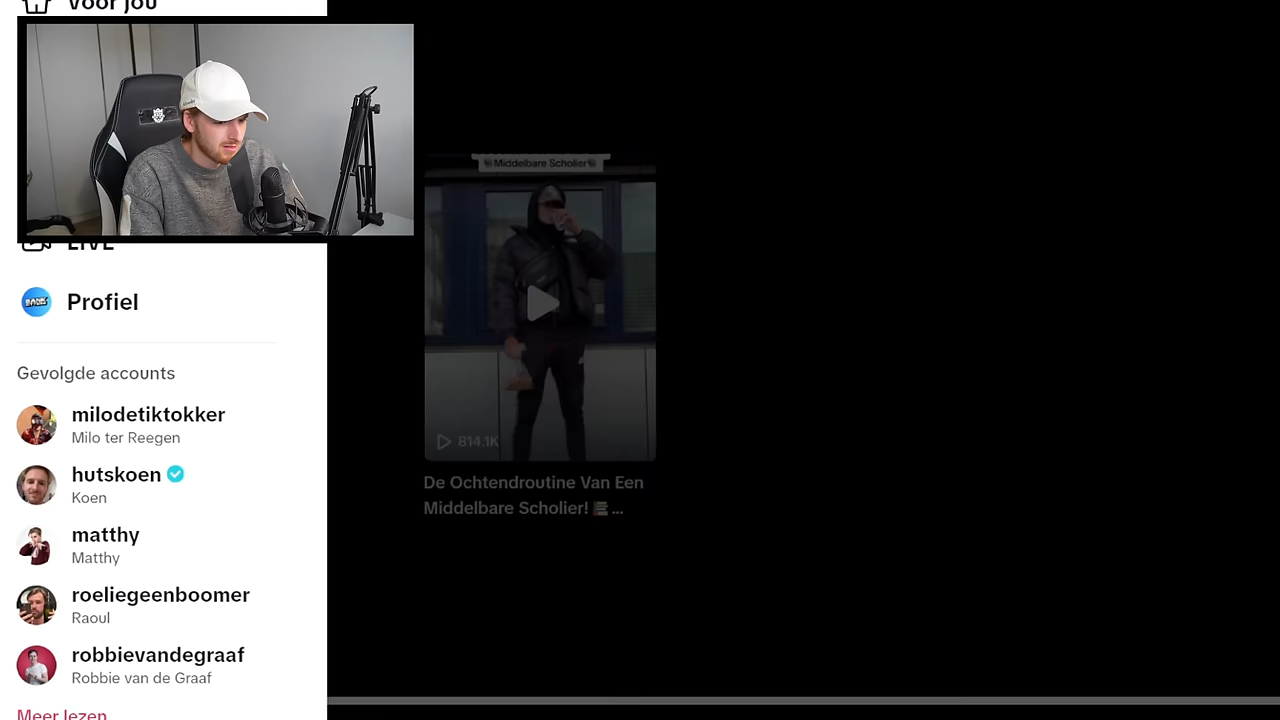 Voor jou
LIVE
Profiel
Gevolgde accounts
milodetiktokker
Milo ter Reegen
hutskoen
Koen
matthy
Matthy
roeliegeenboomer
Raoul
robbievandegraaf
Robbie van de Graaf
Meer lezen
Middelbare Scholier
814.1K
De Ochtendroutine Van Een
Middelbare Scholier! ...